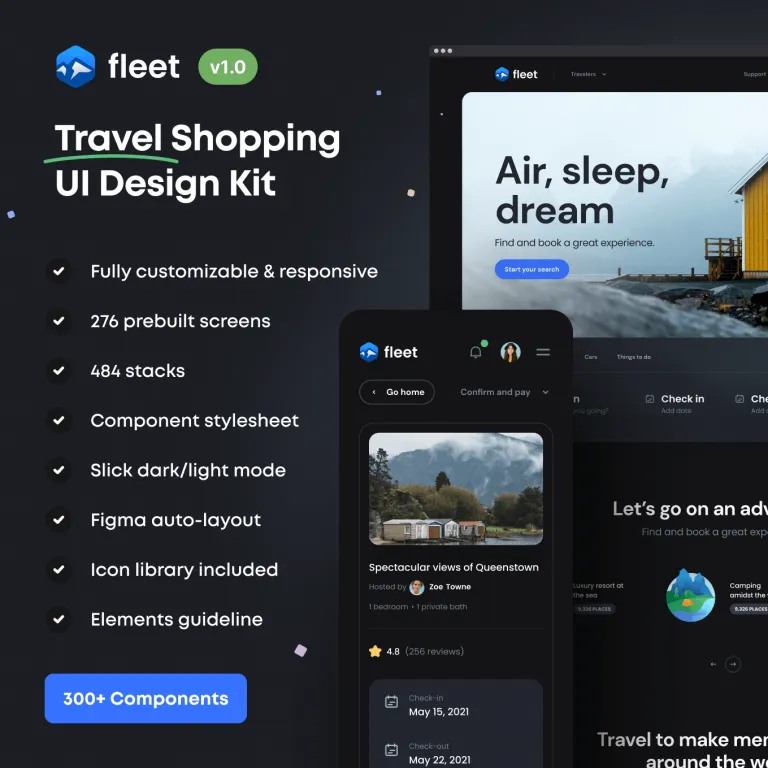 fleet v1.0
Travel Shopping
UI Design Kit
Fully customizable & responsive
276 prebuilt screens
484 stacks
Component stylesheet
Slick dark/light mode
Figma auto-layout
Icon library included
Elements guideline
300+ Components
fleet Travelers Support
Air, sleep,
dream
Find and book a great experience.
Start your search
Cars Things to do
Check in
Add date
Let's go on an adv
Find and book a great exp
Luxury resort at
the sea
9,326 PLACES
Camping
amidst the
9,326 PLACES
Travel to make mem
around the wo
fleet
Go home Confirm and pay
Spectacular views of Queenstown
Hosted by Zoe Towne
1 bedroom • 1 private bath
4.8 (256 reviews)
Check-in
May 15, 2021
Check-out
May 22, 2021